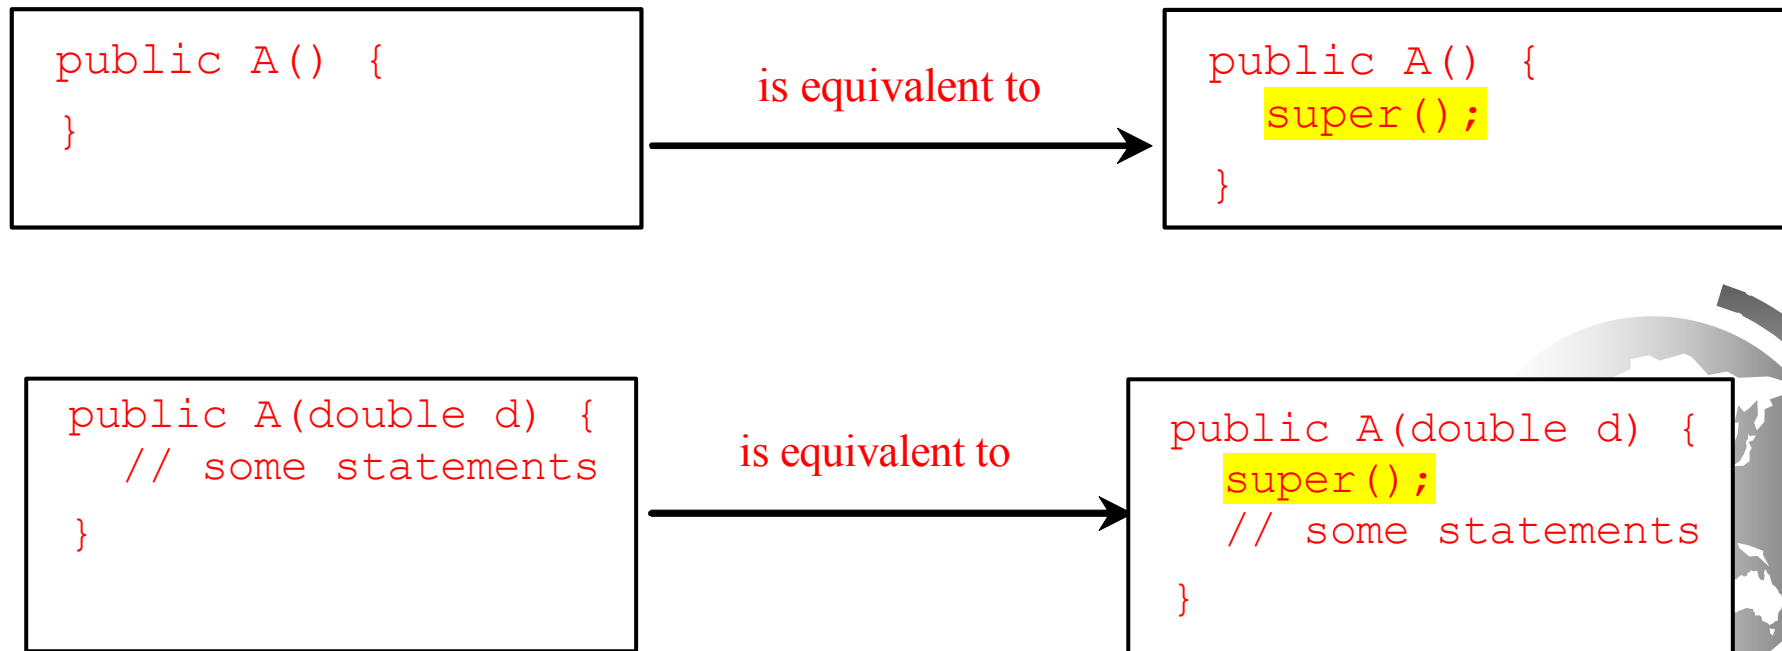 public A() {
}
is equivalent to
public A() {
super();
}
public A(double d) {
// some statements
}
is equivalent to
public A(double d) {
super();
// some statements
}